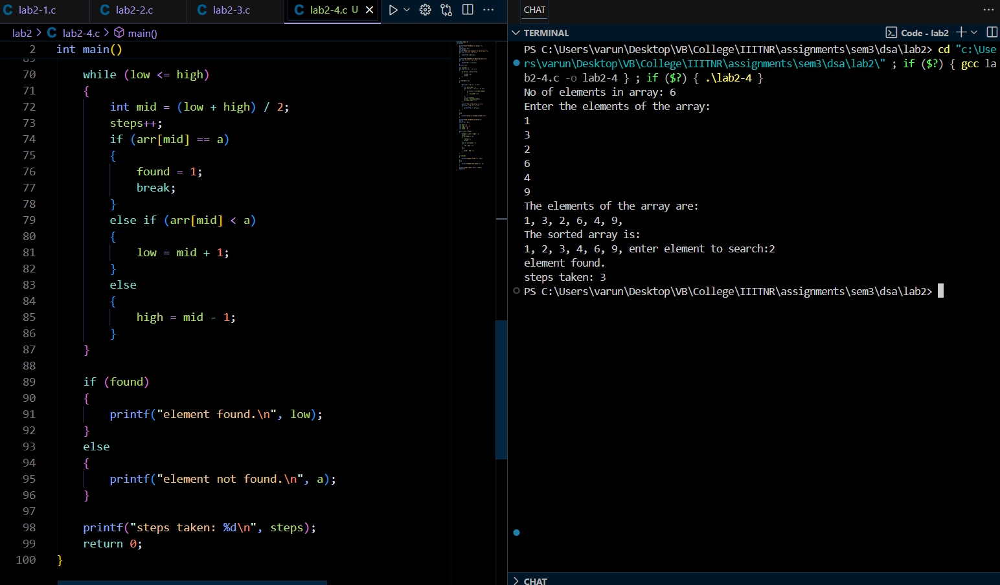 lab2-1.c
lab2-2.c
lab2-3.c
lab2-4.c U
lab2 > C lab2-4.c > main()
2 int main()
69
70 while (low <= high)
71 {
72 int mid = (low + high) / 2;
73 steps++;
74 if (arr[mid] == a)
75 {
76 found = 1;
77 break;
78 }
79 else if (arr[mid] < a)
80 {
81 low = mid + 1;
82 }
83 else
84 {
85 high = mid - 1;
86 }
87 }
88
89 if (found)
90 {
91 printf("element found.\n", low);
92 }
93 else
94 {
95 printf("element not found.\n", a);
96 }
97
98 printf("steps taken: %d\n", steps);
99 return 0;
100 }
CHAT
TERMINAL
Code - lab2
PS C:\Users\varun\Desktop\VB\College\IIITNR\assignments\sem3\dsa\lab2> cd "c:\Use
rs\varun\Desktop\VB\College\IIITNR\assignments\sem3\dsa\lab2\" ; if ($?) { gcc la
b2-4.c -o lab2-4 } ; if ($?) { .\lab2-4 }
No of elements in array: 6
Enter the elements of the array:
1
3
2
6
4
9
The elements of the array are:
1, 3, 2, 6, 4, 9,
The sorted array is:
1, 2, 3, 4, 6, 9, enter element to search:2
element found.
steps taken: 3
PS C:\Users\varun\Desktop\VB\College\IIITNR\assignments\sem3\dsa\lab2>
CHAT